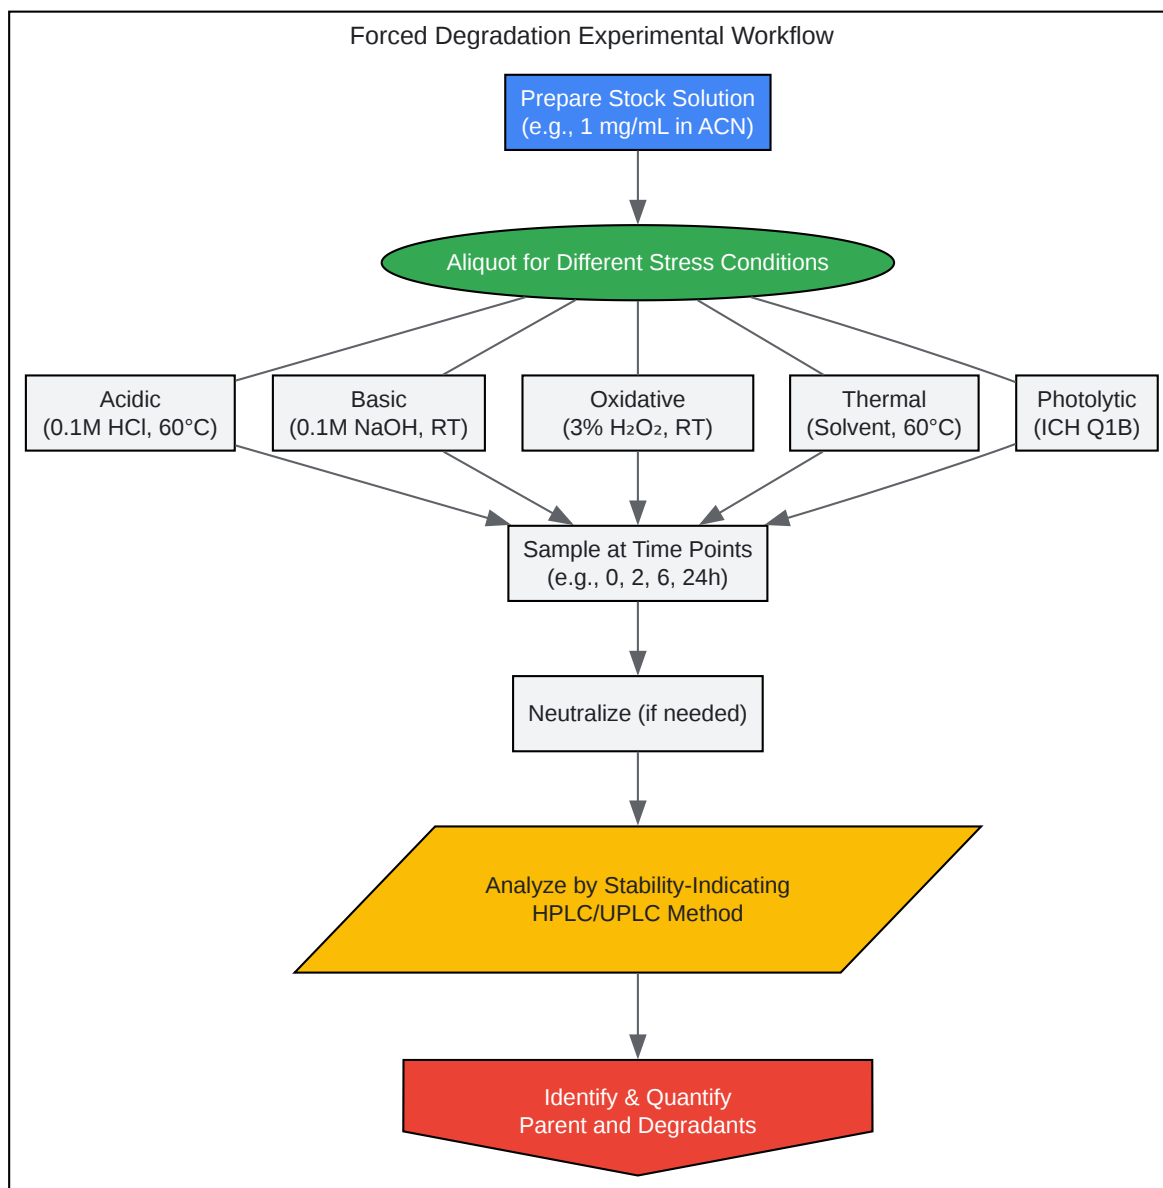 Forced Degradation Experimental Workflow
Prepare Stock Solution
(e.g., 1 mg/mL in ACN)
Aliquot for Different Stress Conditions
Acidic
(0.1M HCl, 60°C)
Basic
(0.1M NaOH, RT)
Oxidative
(3% H₂O₂, RT)
Thermal
(Solvent, 60°C)
Photolytic
(ICH Q1B)
Sample at Time Points
(e.g., 0, 2, 6, 24h)
Neutralize (if needed)
Analyze by Stability-Indicating
HPLC/UPLC Method
Identify & Quantify
Parent and Degradants